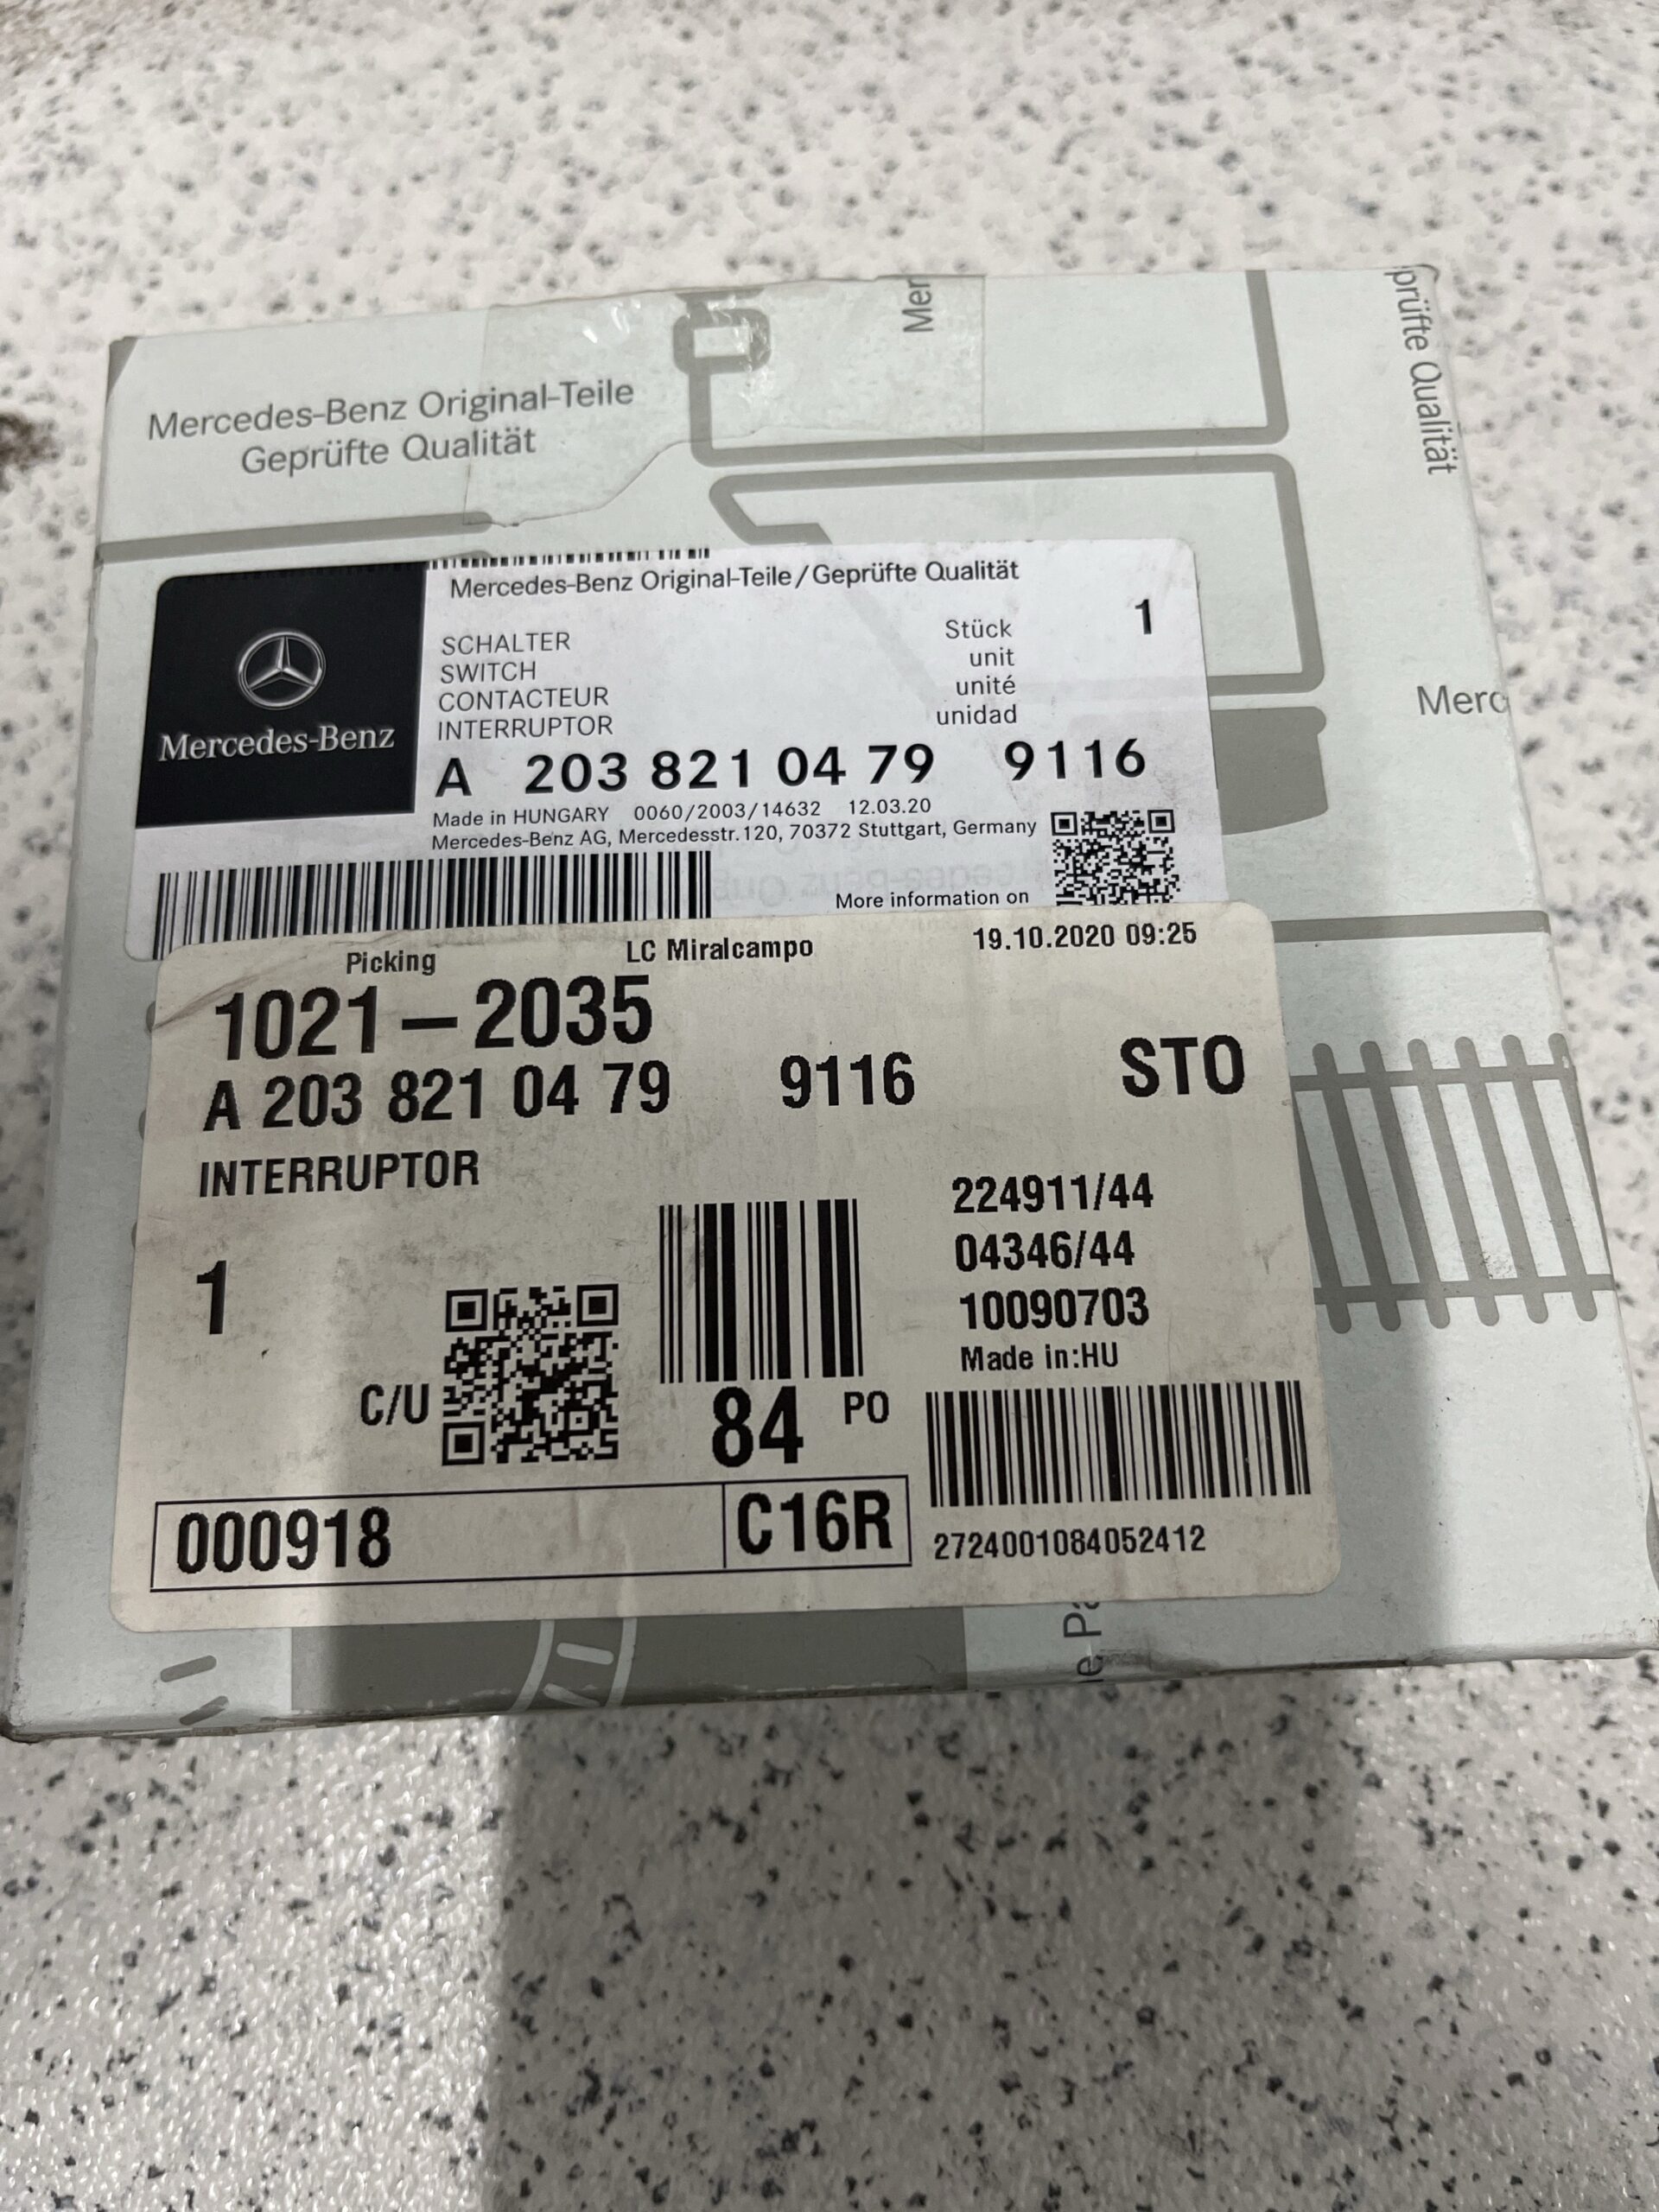 Mercedes-Benz Original-Teile
Geprüfte Qualität
Mer
prüfte Qualität
Merc
Mercedes-Benz
Mercedes-Benz Original-Teile/Geprüfte Qualität
SCHALTER
SWITCH
CONTACTEUR
INTERRUPTOR
Stück 1
unit
unité
unidad
A 203 821 04 79 9116
Made in HUNGARY 0060/2003/14632 12.03.20
Mercedes-Benz AG, Mercedesstr.120, 70372 Stuttgart, Germany
More information on
Picking LC Miralcampo 19.10.2020 09:25
1021-2035
A 203 821 04 79 9116 STO
INTERRUPTOR
224911/44
04346/44
10090703
Made in:HU
1
C/U
84 PO
000918 C16R
2724001084052412
e Pa